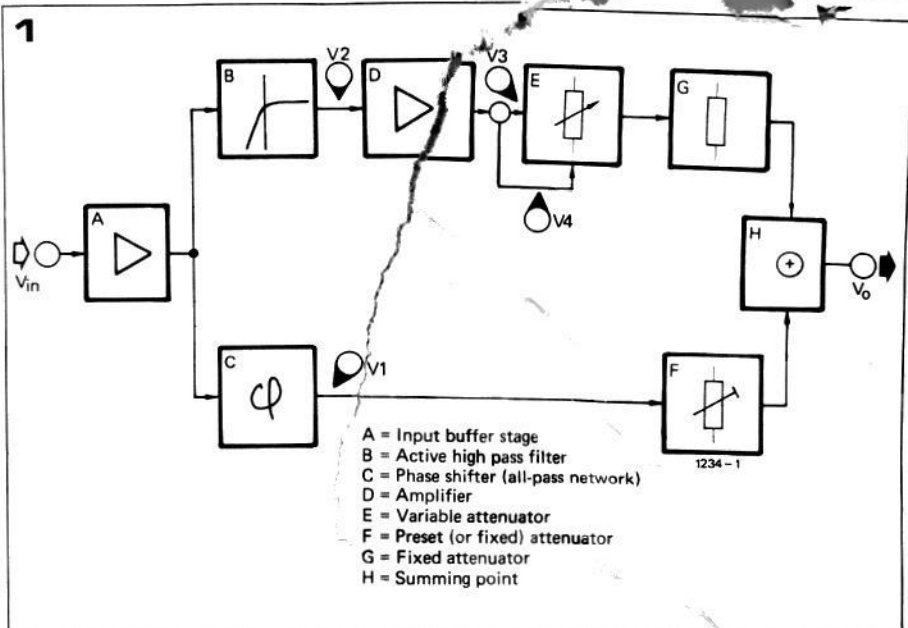 1
B
V2
D
V3
E
G
V4
A
Vin
H
Vo
C
φ
V1
F
1234-1
A = Input buffer stage
B = Active high pass filter
C = Phase shifter (all-pass network)
D = Amplifier
E = Variable attenuator
F = Preset (or fixed) attenuator
G = Fixed attenuator
H = Summing point